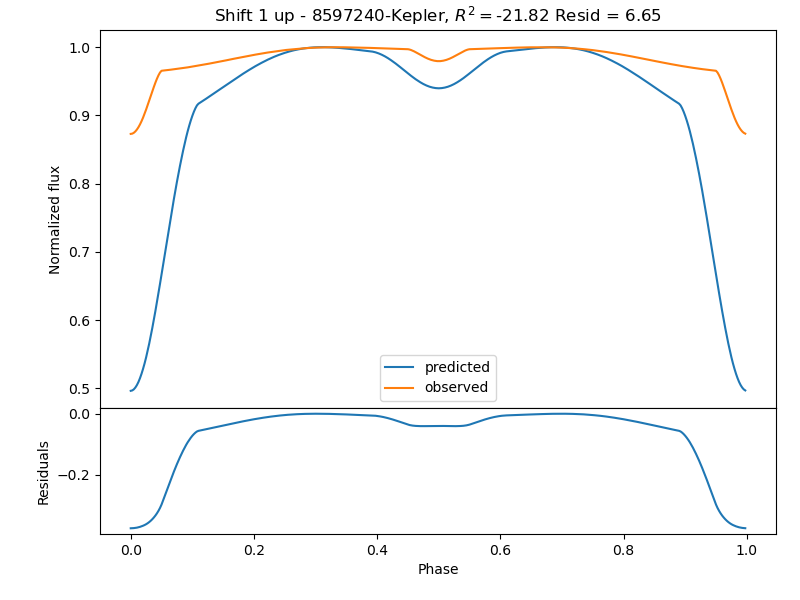 Shift 1 up - 8597240-Kepler, $R^2=$-21.82 Resid = 6.65
1.0
0.9
0.8
0.7
0.6
0.5
Normalized flux
predicted
observed
0.0
−0.2
Residuals
0.0
0.2
0.4
0.6
0.8
1.0
Phase